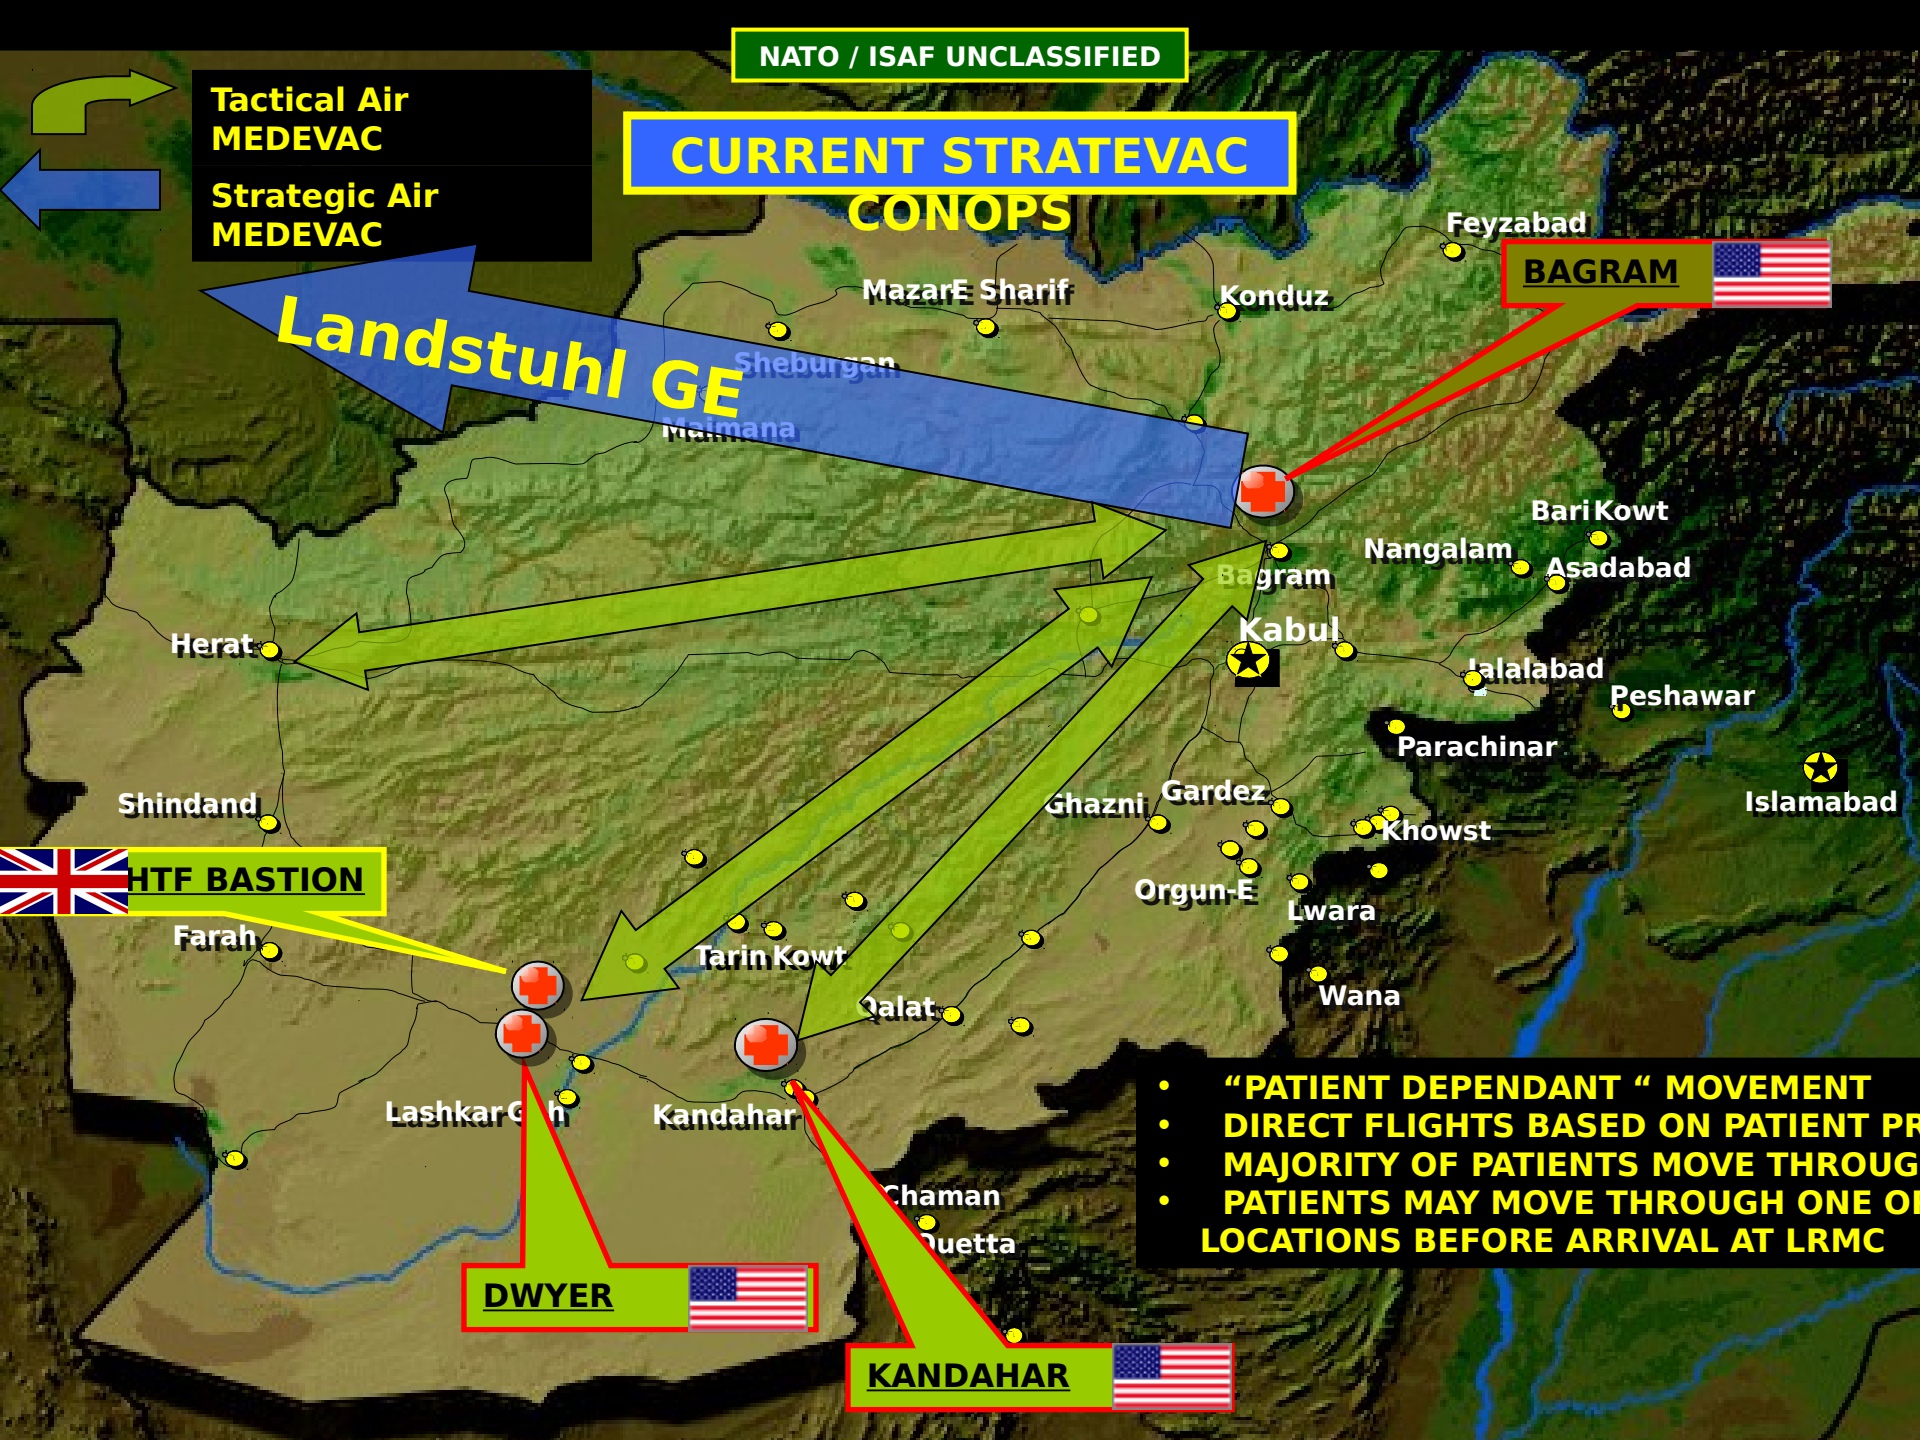 NATO / ISAF UNCLASSIFIED
Tactical Air
MEDEVAC
Strategic Air
MEDEVAC
CURRENT STRATEVAC
CONOPS
Feyzabad
BAGRAM
MazarE Sharif
Konduz
Landstuhl GE
Sheburgan
Maimana
Bari Kowt
Nangalam
Asadabad
Bagram
Kabul
Herat
Jalalabad
Peshawar
Parachinar
Islamabad
Shindand
Ghazni
Gardez
Khowst
HTF BASTION
Orgun-E
Lwara
Farah
Tarin Kowt
Wana
Qalat
Lashkar Gah
Kandahar
• “PATIENT DEPENDANT “ MOVEMENT
• DIRECT FLIGHTS BASED ON PATIENT PR
• MAJORITY OF PATIENTS MOVE THROUG
• PATIENTS MAY MOVE THROUGH ONE OR
LOCATIONS BEFORE ARRIVAL AT LRMC
Chaman
Quetta
DWYER
KANDAHAR